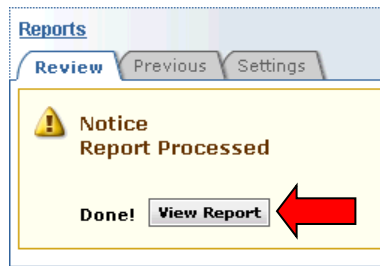 Reports
Review Previous Settings
Notice
Report Processed
Done! View Report